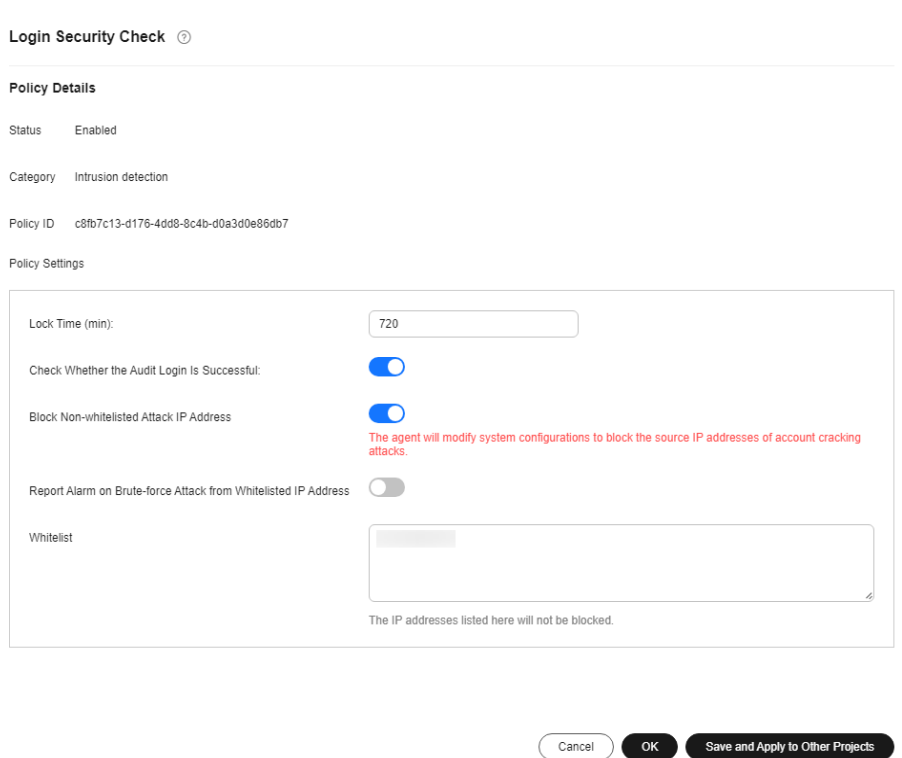 Login Security Check ?
Policy Details
Status Enabled
Category Intrusion detection
Policy ID c8fb7c13-d176-4dd8-8c4b-d0a3d0e86db7
Policy Settings
Lock Time (min): 720
Check Whether the Audit Login Is Successful:
Block Non-whitelisted Attack IP Address
The agent will modify system configurations to block the source IP addresses of account cracking
attacks.
Report Alarm on Brute-force Attack from Whitelisted IP Address
Whitelist
The IP addresses listed here will not be blocked.
Cancel OK Save and Apply to Other Projects